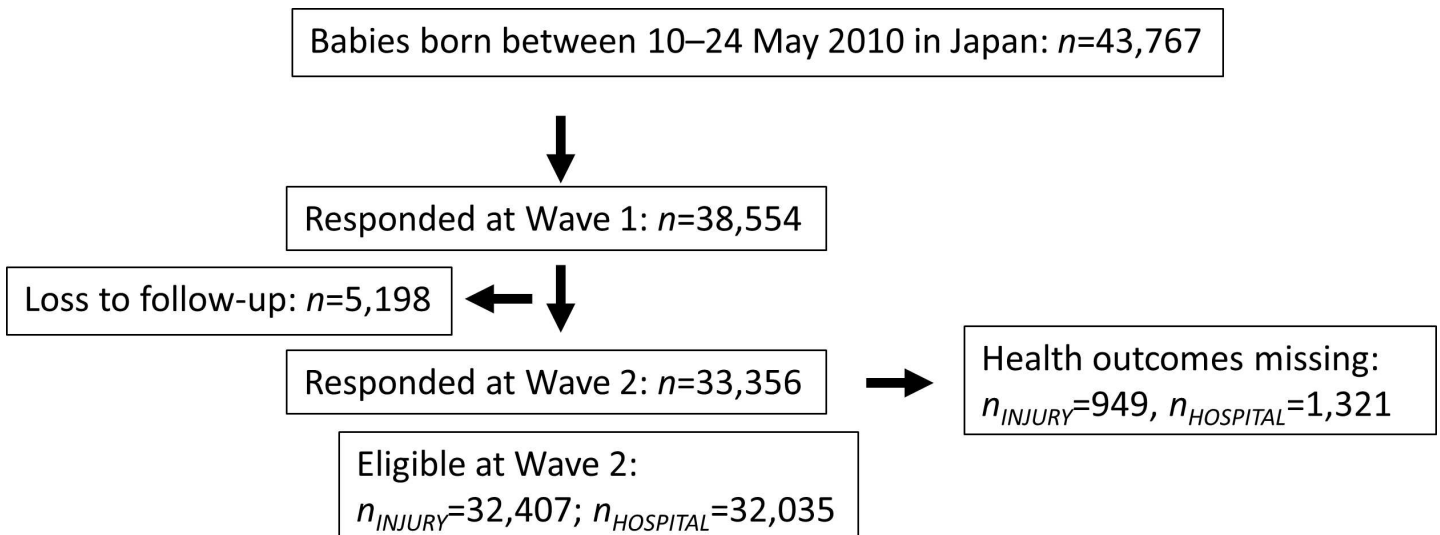 Babies born between 10–24 May 2010 in Japan: n=43,767
Responded at Wave 1: n=38,554
Loss to follow-up: n=5,198
Responded at Wave 2: n=33,356
Health outcomes missing:
nINJURY=949, nHOSPITAL=1,321
Eligible at Wave 2:
nINJURY=32,407; nHOSPITAL=32,035